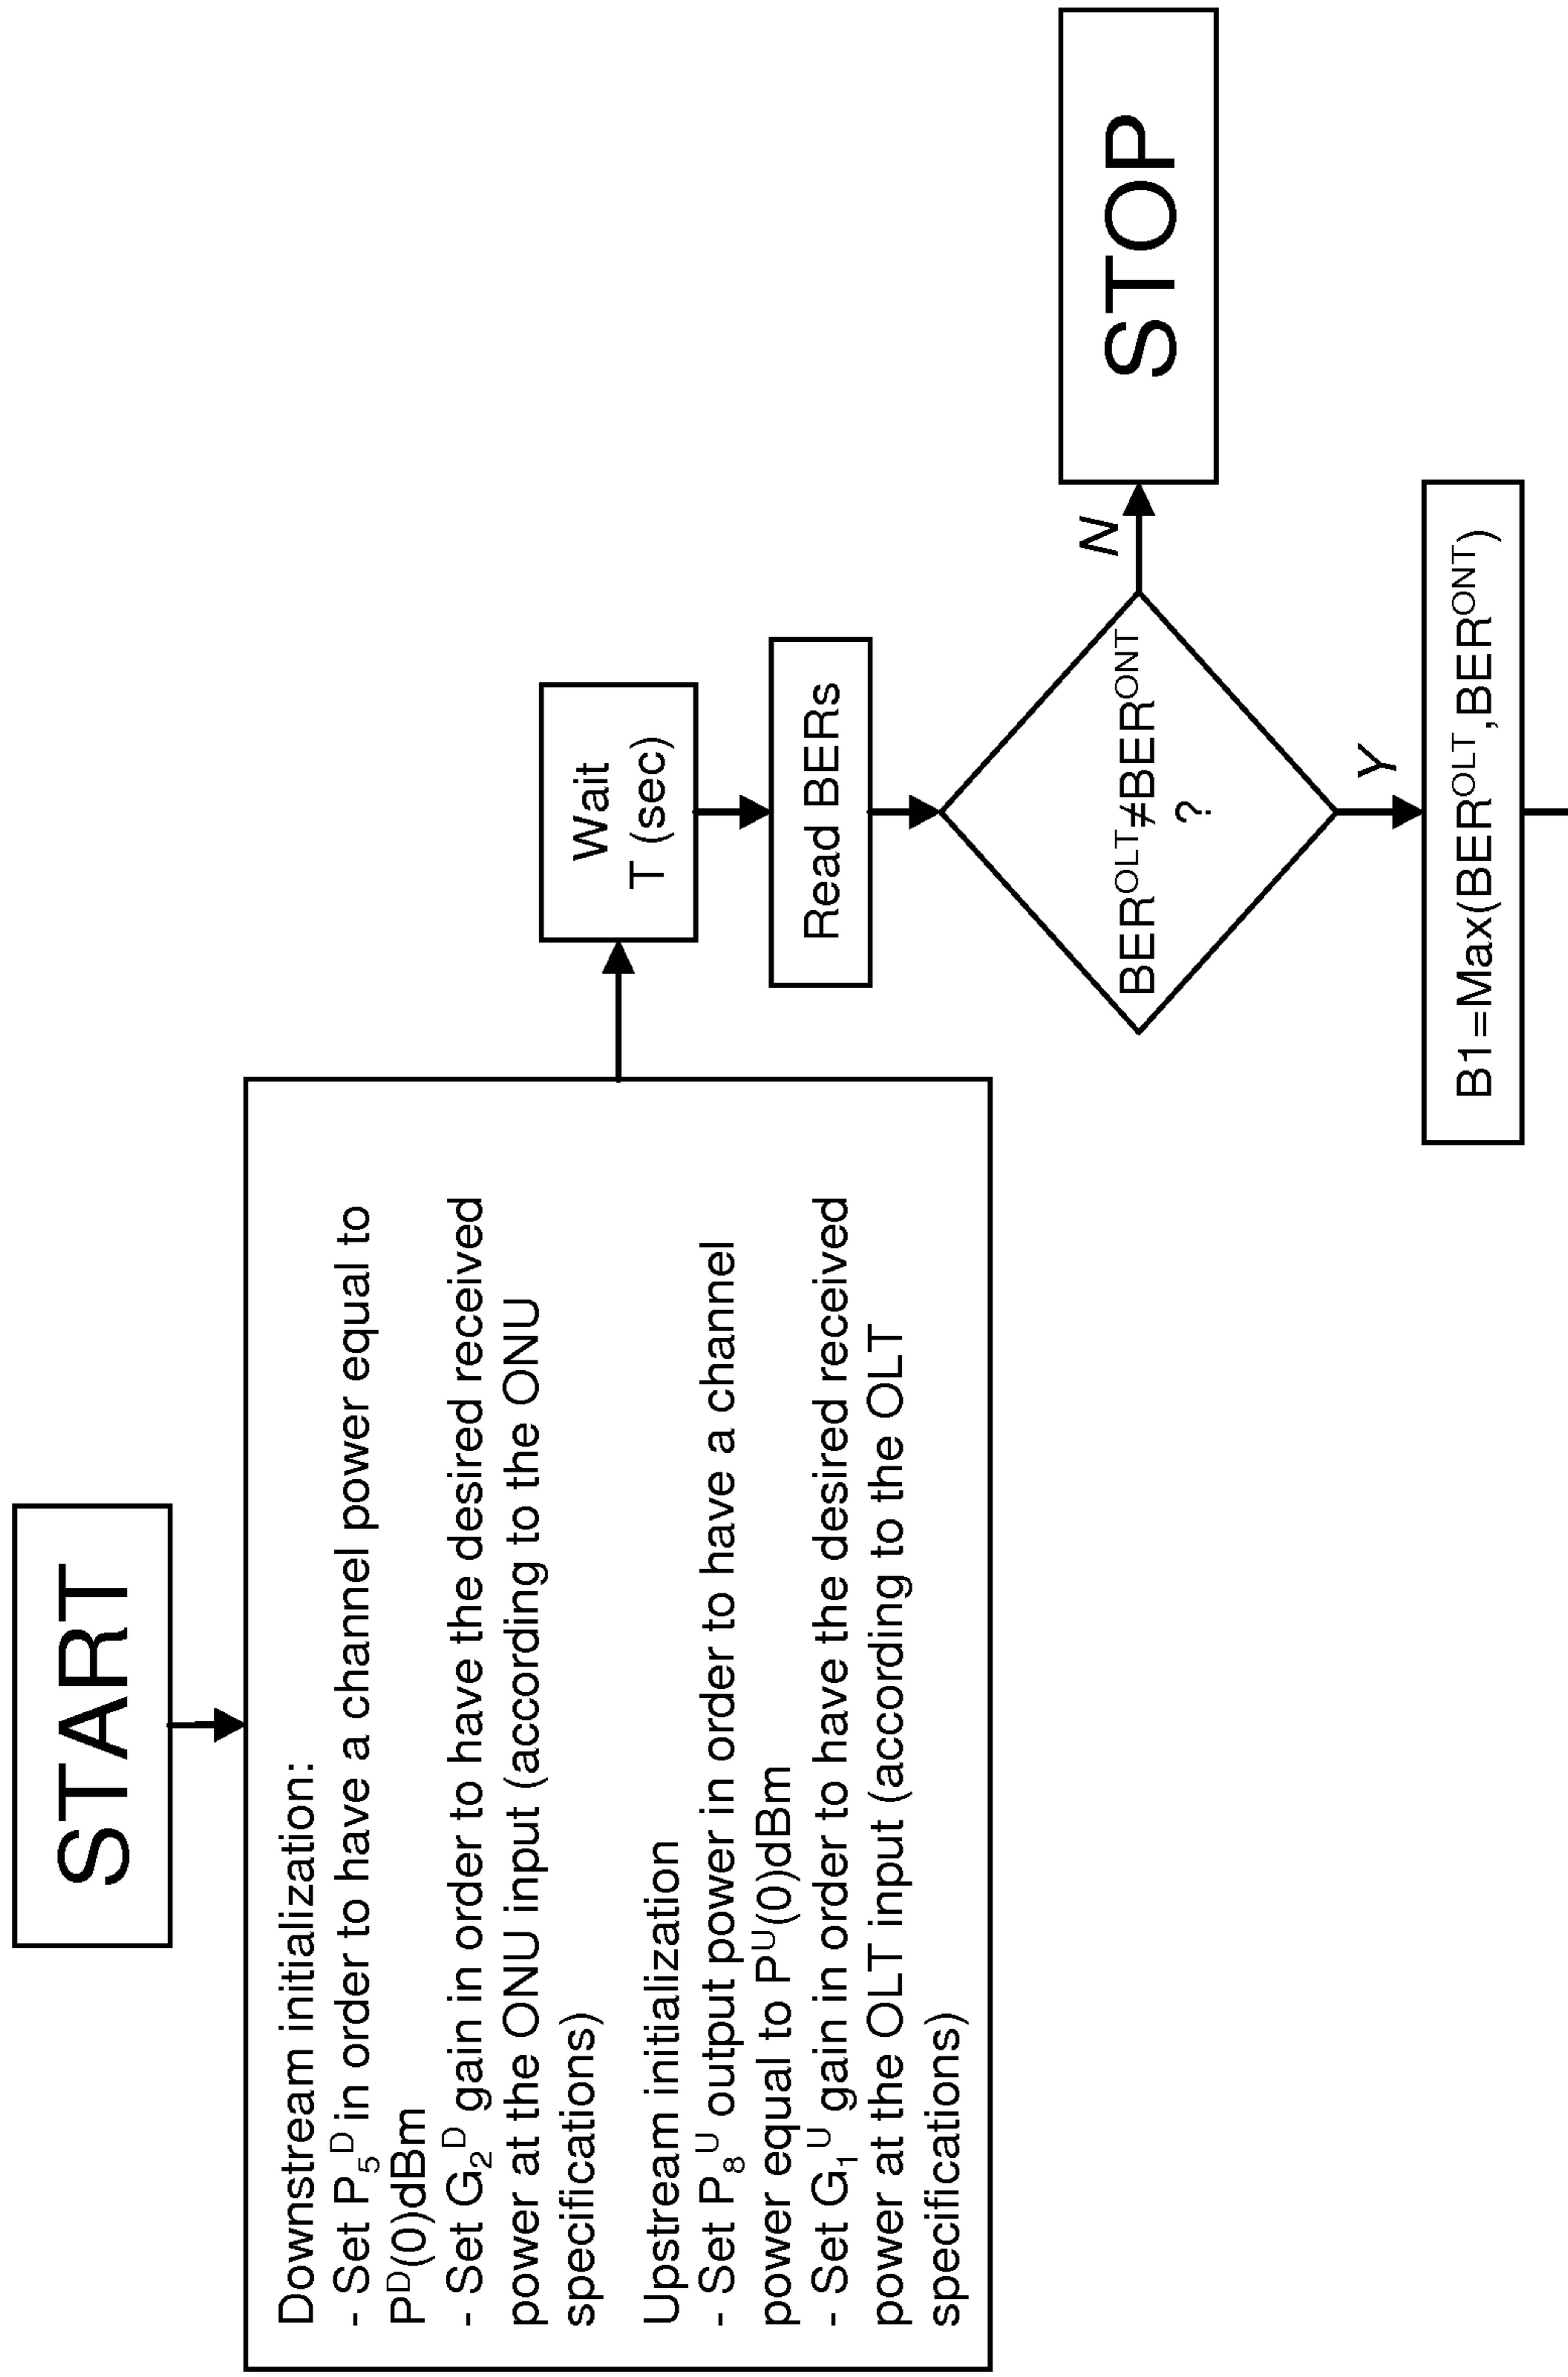 START
Downstream initialization:
- Set P₅ᴰ in order to have a channel power equal to
Pᴰ(0)dBm
- Set G₂ᴰ gain in order to have the desired received
power at the ONU input (according to the ONU
specifications)
Upstream initialization
- Set P₈ᵁ output power in order to have a channel
power equal to Pᵁ(0)dBm
- Set G₁ᵁ gain in order to have the desired received
power at the OLT input (according to the OLT
specifications)
Wait
T (sec)
Read BERs
BERᴼᴸᵀ≠BERᴼᴺᵀ
?
N
STOP
Y
B1=Max(BERᴼᴸᵀ,BERᴼᴺᵀ)